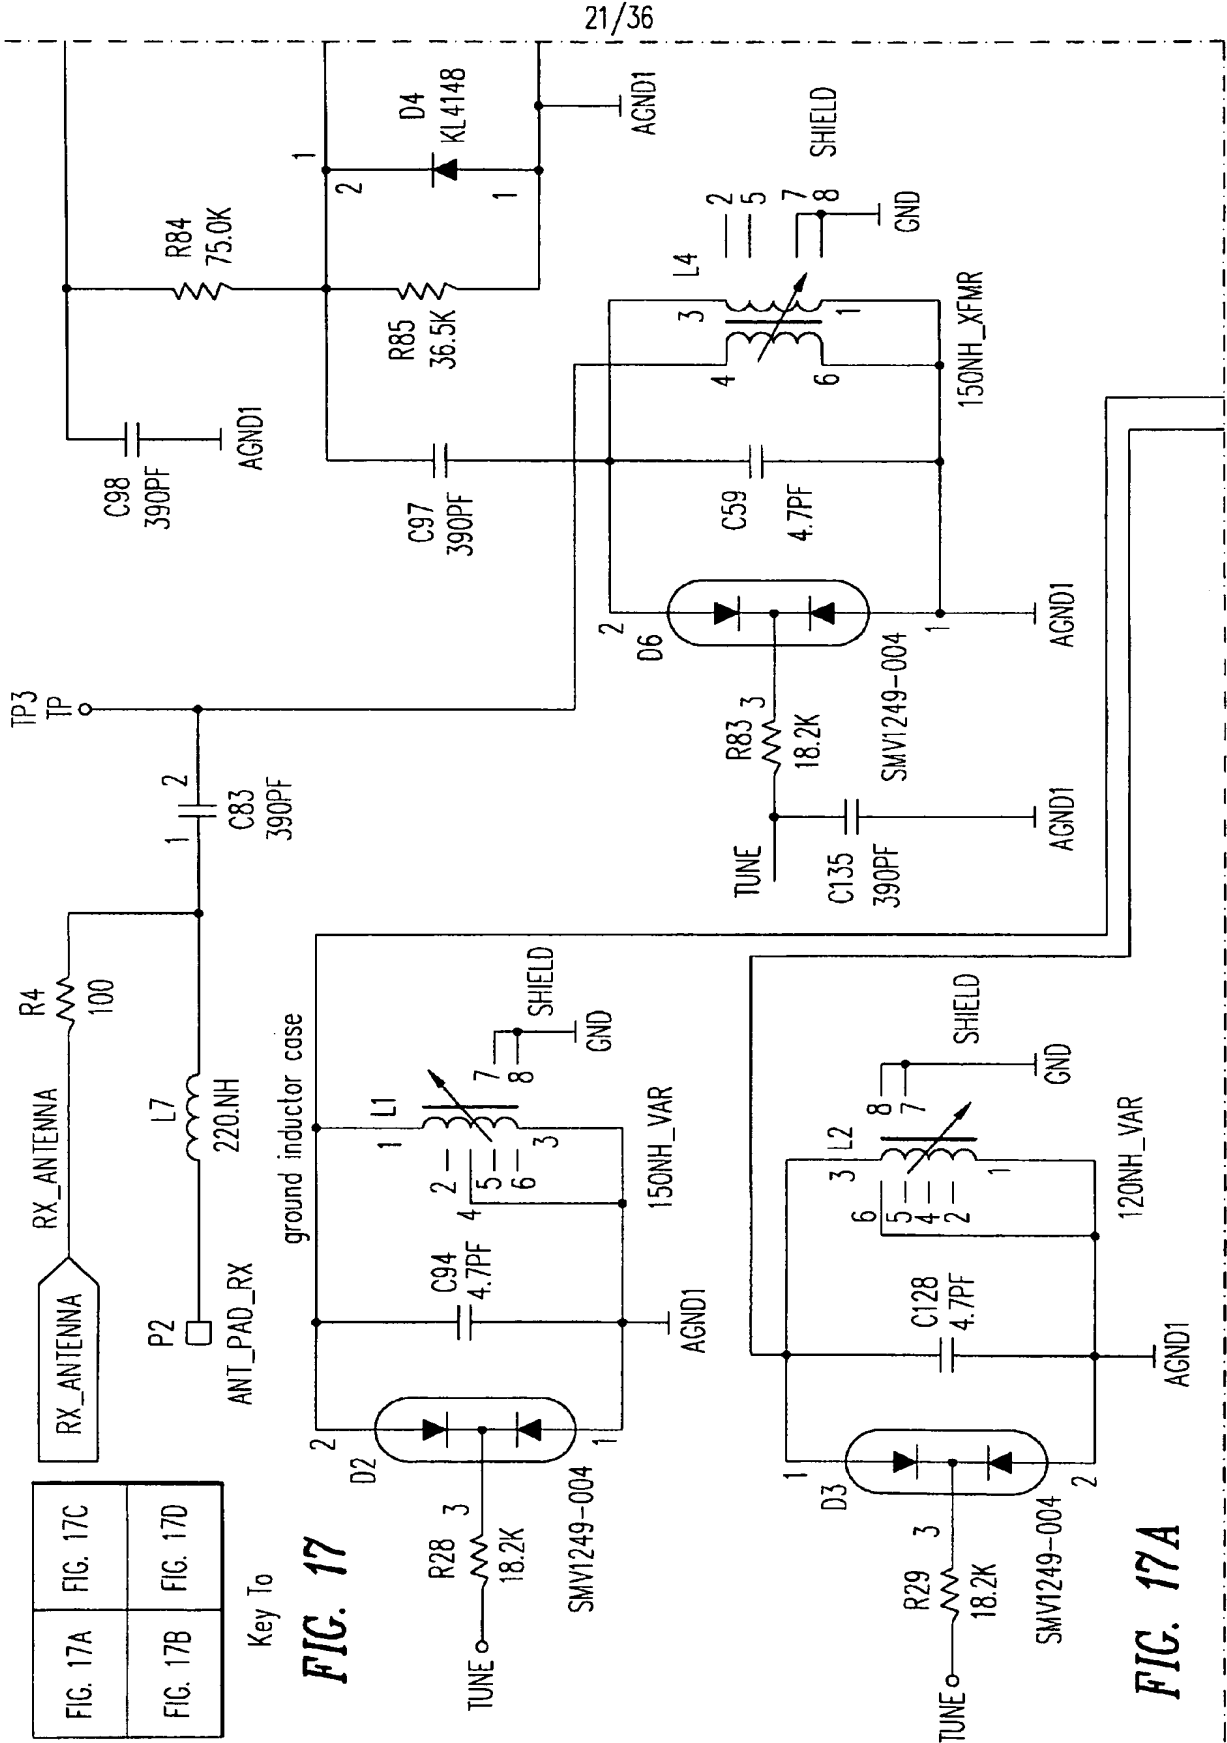 21/36
FIG. 17A
FIG. 17C
FIG. 17B
FIG. 17D
Key To
FIG. 17
RX_ANTENNA
RX_ANTENNA
R4
100
P2
ANT_PAD_RX
L7
220.NH
1
2
C83
390PF
TP3
TP
C98
390PF
AGND1
R84
75.0K
1
R85
36.5K
2
D4
KL4148
1
AGND1
C97
390PF
ground inductor case
TUNE
R28
18.2K
3
D2
2
1
SMV1249-004
C94
4.7PF
AGND1
L1
1
2
4
5
6
3
150NH_VAR
7
8
SHIELD
GND
TUNE
C135
390PF
AGND1
R83
18.2K
3
D6
2
1
SMV1249-004
AGND1
C59
4.7PF
L4
3
4
6
1
150NH_XFMR
2
5
7
8
SHIELD
GND
TUNE
R29
18.2K
3
D3
1
2
SMV1249-004
C128
4.7PF
AGND1
L2
3
6
5
4
2
1
120NH_VAR
8
7
SHIELD
GND
FIG. 17A